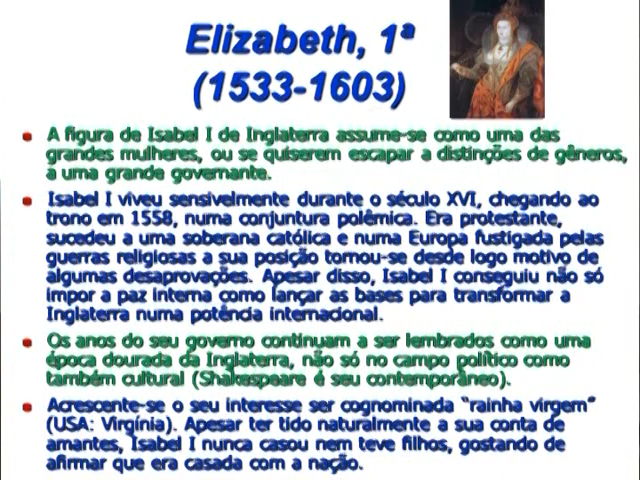 Elizabeth, 1ª
(1533-1603)
A figura de Isabel I de Inglaterra assume-se como uma das
grandes mulheres, ou se quiserem escapar a distinções de gêneros,
a uma grande governante.
Isabel I viveu sensivelmente durante o século XVI, chegando ao
trono em 1558, numa conjuntura polêmica. Era protestante,
sucedeu a uma soberana católica e numa Europa fustigada pelas
guerras religiosas a sua posição tornou-se desde logo motivo de
algumas desaprovações. Apesar disso, Isabel I conseguiu não só
impor a paz interna como lançar as bases para transformar a
Inglaterra numa potência internacional.
Os anos do seu governo continuam a ser lembrados como uma
época dourada da Inglaterra, não só no campo político como
também cultural (Shakespeare é seu contemporâneo).
Acrescente-se o seu interesse ser cognominada "rainha virgem"
(USA: Virgínia). Apesar ter tido naturalmente a sua conta de
amantes, Isabel I nunca casou nem teve filhos, gostando de
afirmar que era casada com a nação.